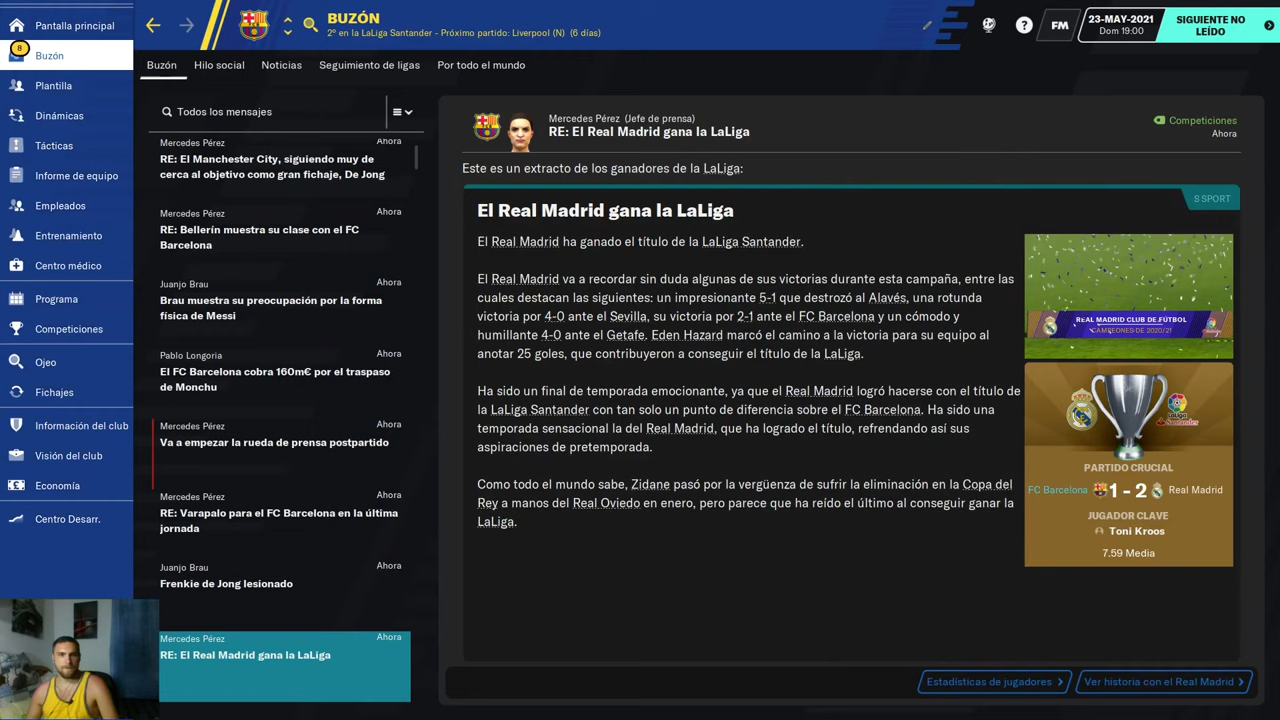 Pantalla principal
8
Buzón
Plantilla
Dinámicas
Tácticas
Informe de equipo
Empleados
Entrenamiento
Centro médico
Programa
Competiciones
Ojeo
Fichajes
Información del club
Visión del club
Economía
Centro Desarr.
BUZÓN
2º en la LaLiga Santander - Próximo partido: Liverpool (N) (6 días)
FM
23-MAY-2021
Dom 19:00
SIGUIENTE NO
LEÍDO
Buzón
Hilo social
Noticias
Seguimiento de ligas
Por todo el mundo
Todos los mensajes
Mercedes Pérez
Ahora
RE: El Manchester City, siguiendo muy de
cerca al objetivo como gran fichaje, De Jong
Mercedes Pérez
Ahora
RE: Bellerín muestra su clase con el FC
Barcelona
Juanjo Brau
Ahora
Brau muestra su preocupación por la forma
física de Messi
Pablo Longoria
Ahora
El FC Barcelona cobra 160m€ por el traspaso
de Monchu
Mercedes Pérez
Ahora
Va a empezar la rueda de prensa postpartido
Mercedes Pérez
Ahora
RE: Varapalo para el FC Barcelona en la última
jornada
Juanjo Brau
Ahora
Frenkie de Jong lesionado
Mercedes Pérez
Ahora
RE: El Real Madrid gana la LaLiga
Mercedes Pérez (Jefe de prensa)
RE: El Real Madrid gana la LaLiga
Competiciones
Ahora
Este es un extracto de los ganadores de la LaLiga:
S SPORT
El Real Madrid gana la LaLiga
El Real Madrid ha ganado el título de la LaLiga Santander.
El Real Madrid va a recordar sin duda algunas de sus victorias durante esta campaña, entre las
cuales destacan las siguientes: un impresionante 5-1 que destrozó al Alavés, una rotunda
victoria por 4-0 ante el Sevilla, su victoria por 2-1 ante el FC Barcelona y un cómodo y
humillante 4-0 ante el Getafe. Eden Hazard marcó el camino a la victoria para su equipo al
anotar 25 goles, que contribuyeron a conseguir el título de la LaLiga.
Ha sido un final de temporada emocionante, ya que el Real Madrid logró hacerse con el título de
la LaLiga Santander con tan solo un punto de diferencia sobre el FC Barcelona. Ha sido una
temporada sensacional la del Real Madrid, que ha logrado el título, refrendando así sus
aspiraciones de pretemporada.
Como todo el mundo sabe, Zidane pasó por la vergüenza de sufrir la eliminación en la Copa del
Rey a manos del Real Oviedo en enero, pero parece que ha reído el último al conseguir ganar la
LaLiga.
REAL MADRID CLUB DE FÚTBOL
CAMPEONES DE 2020/21
PARTIDO CRUCIAL
FC Barcelona 1 - 2 Real Madrid
JUGADOR CLAVE
Toni Kroos
7.59 Media
Estadísticas de jugadores
Ver historia con el Real Madrid